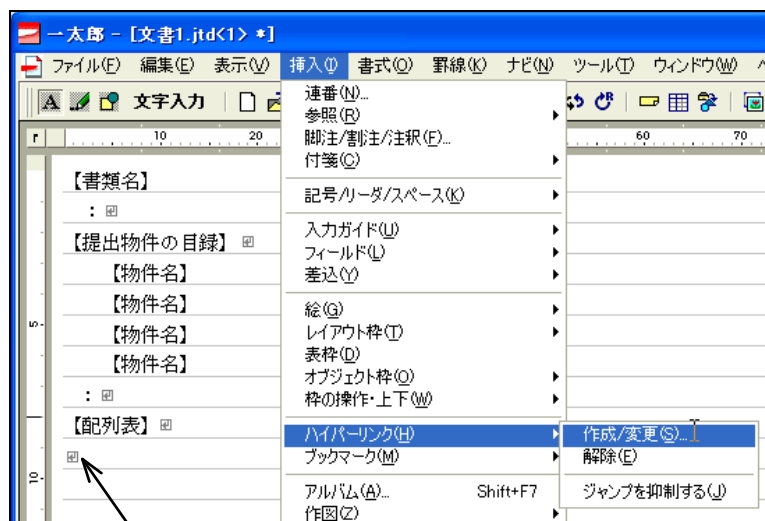 一太郎 - [文書1.jtd<1> *]
ファイル(F) 編集(E) 表示(V) 挿入(I) 書式(O) 罫線(K) ナビ(N) ツール(T) ウィンドウ(W)
A 文字入力
10 20 60 70
【書類名】
:
【提出物件の目録】
【物件名】
【物件名】
【物件名】
【物件名】
:
【配列表】
5
10
連番(N)...
参照(R)
脚注/割注/注釈(F)...
付箋(C)
記号/リーダ/スペース(K)
入力ガイド(U)
フィールド(L)
差込(Y)
絵(G)
レイアウト枠(T)
表枠(D)
オブジェクト枠(O)
枠の操作・上下(W)
ハイパーリンク(H)
ブックマーク(M)
アルバム(A)... Shift+F7
作図(Z)
作成/変更(S)...
解除(E)
ジャンプを抑制する(J)